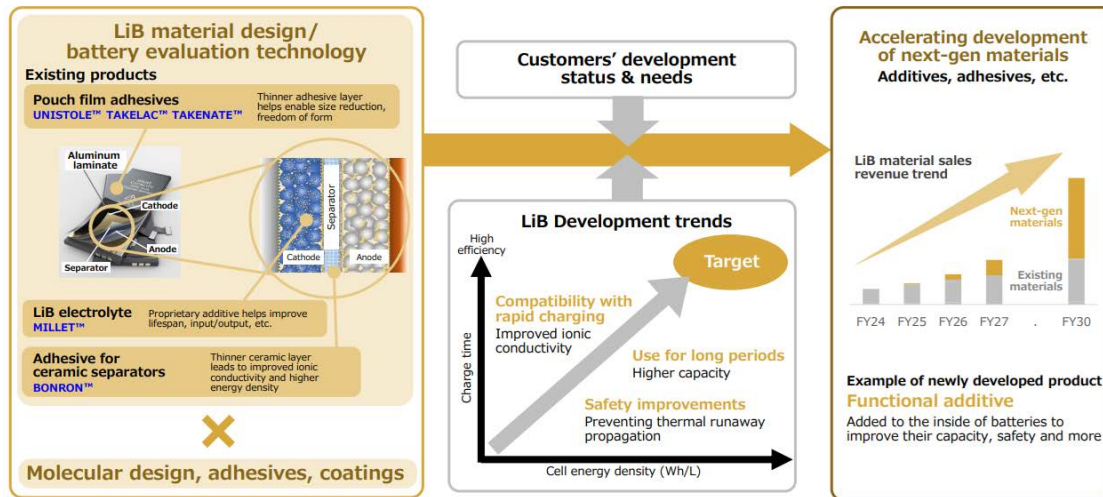 LiB material design/
battery evaluation technology
Existing products
Pouch film adhesives
UNISTOLE™ TAKELAC™ TAKENATE™
Thinner adhesive layer
helps enable size reduction,
freedom of form
Aluminum
laminate
Cathode
Anode
Separator
Separator
Cathode
Anode
LiB electrolyte
MILLET™
Proprietary additive helps improve
lifespan, input/output, etc.
Adhesive for
ceramic separators
BONRON™
Thinner ceramic layer
leads to improved ionic
conductivity and higher
energy density
×
Molecular design, adhesives, coatings
Customers’ development
status & needs
LiB Development trends
High
efficiency
Charge time
Target
Compatibility with
rapid charging
Improved ionic
conductivity
Use for long periods
Higher capacity
Safety improvements
Preventing thermal runaway
propagation
Cell energy density (Wh/L)
Accelerating development
of next-gen materials
Additives, adhesives, etc.
LiB material sales
revenue trend
Next-gen
materials
Existing
materials
FY24 FY25 FY26 FY27 . FY30
Example of newly developed product
Functional additive
Added to the inside of batteries to
improve their capacity, safety and more